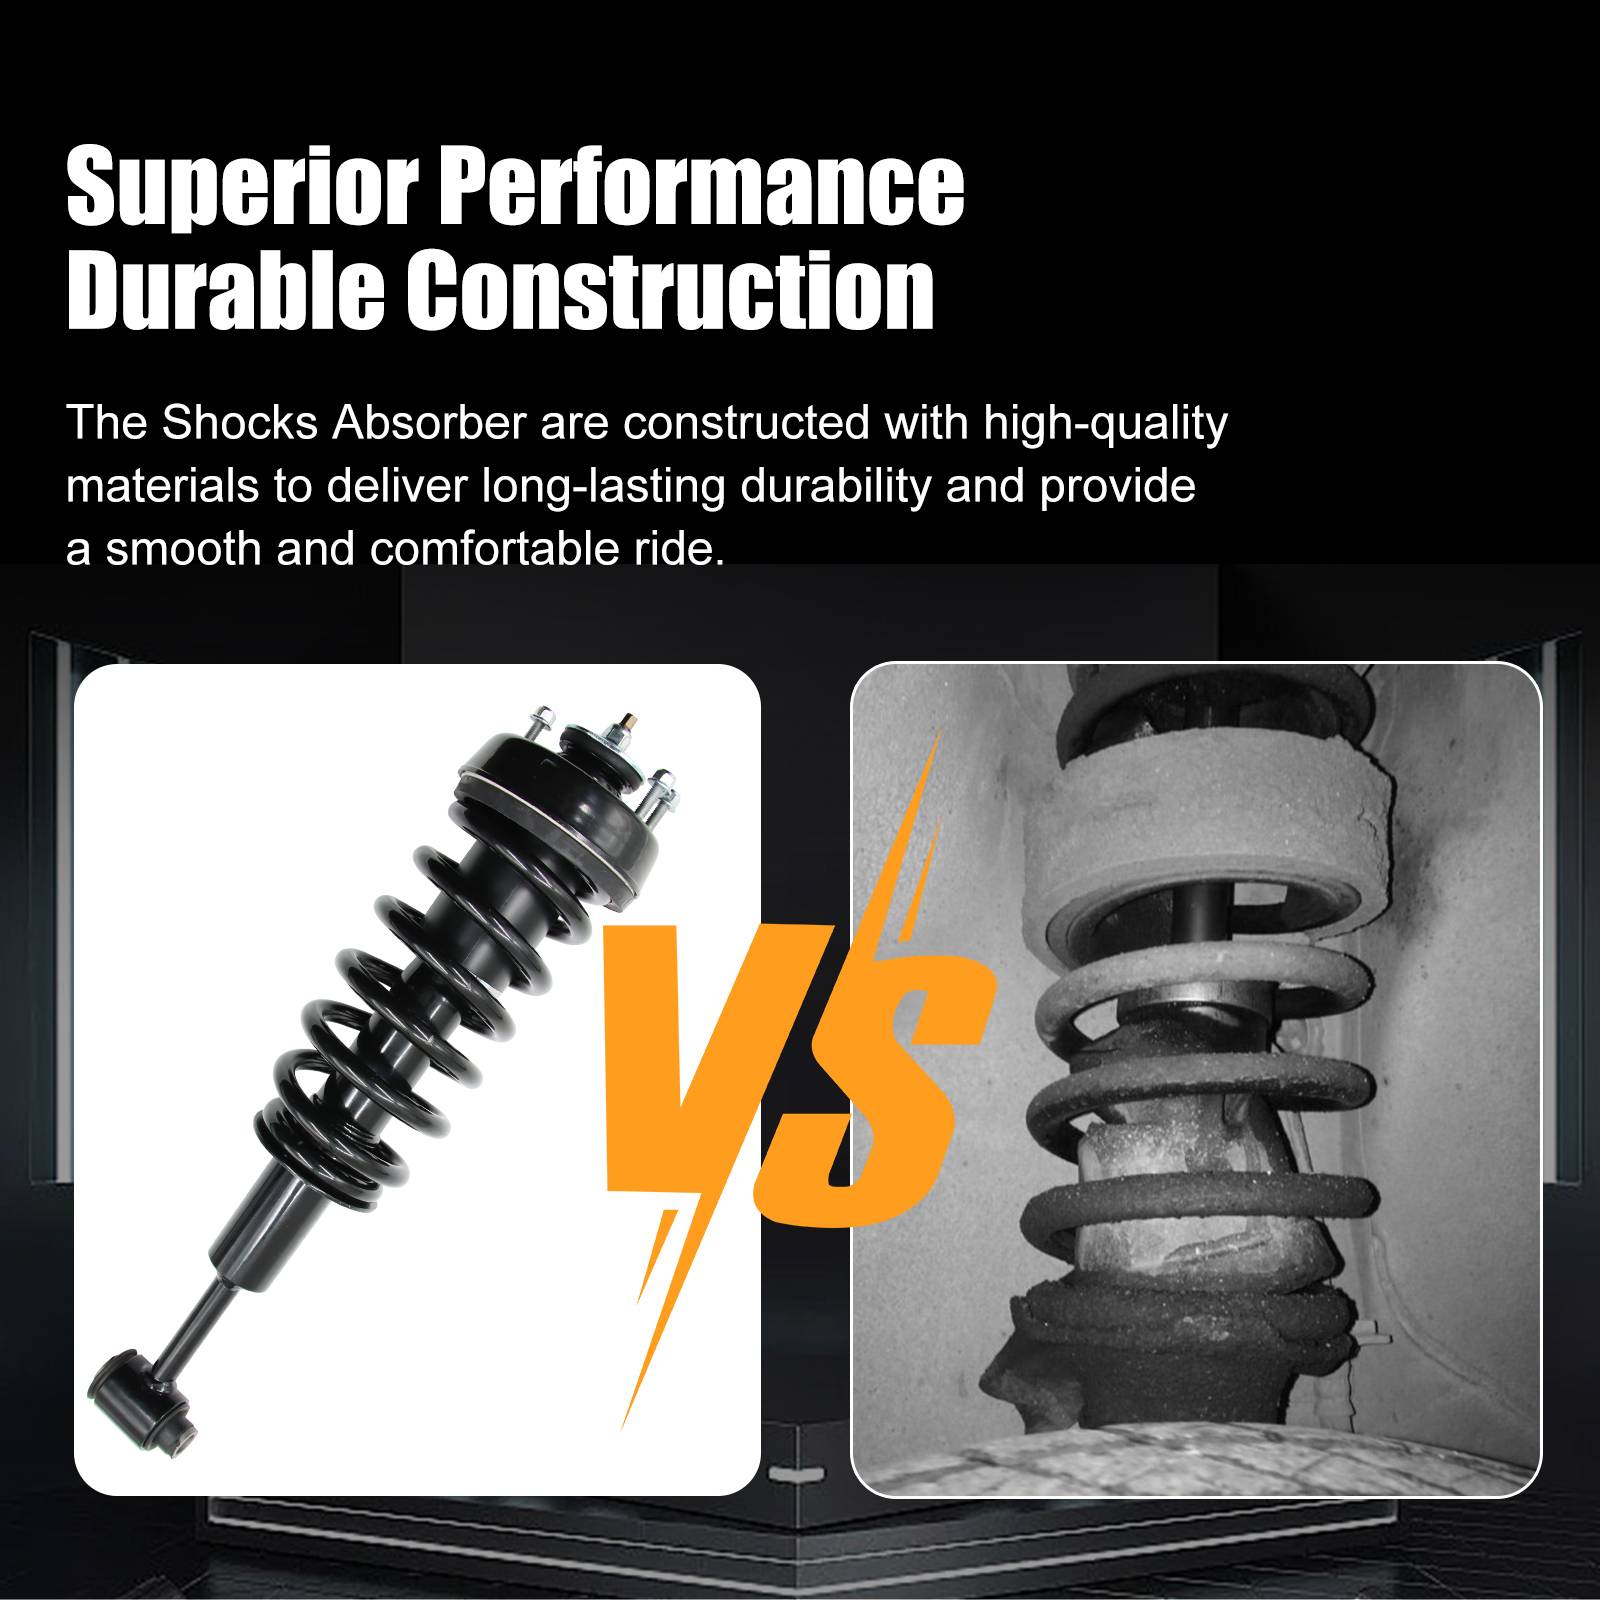 Superior Performance
Durable Construction
The Shocks Absorber are constructed with high-quality
materials to deliver long-lasting durability and provide
a smooth and comfortable ride.
VS